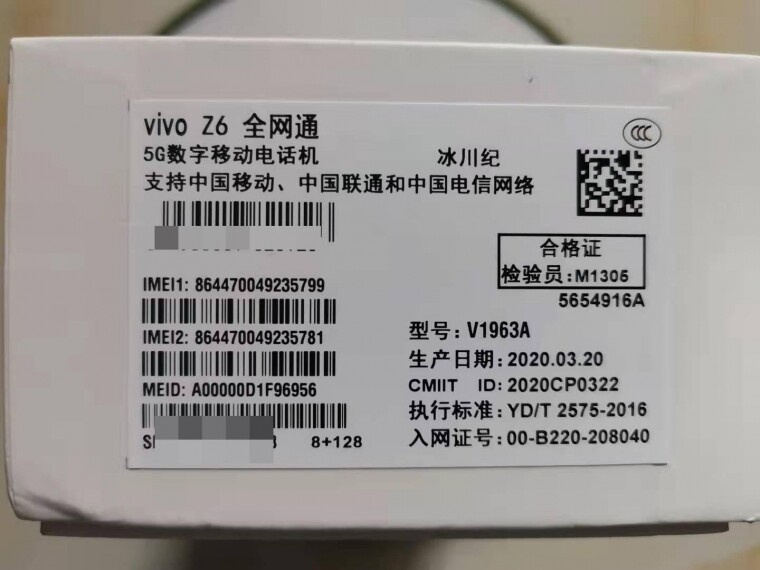 vivo Z6 全网通
5G数字移动电话机 冰川纪
支持中国移动、中国联通和中国电信网络
合格证
检验员:M1305
5654916A
IMEI1: 864470049235799
IMEI2: 864470049235781
MEID: A00000D1F96956
8+128
型号: V1963A
生产日期: 2020.03.20
CMIIT ID: 2020CP0322
执行标准: YD/T 2575-2016
入网证号: 00-B220-208040